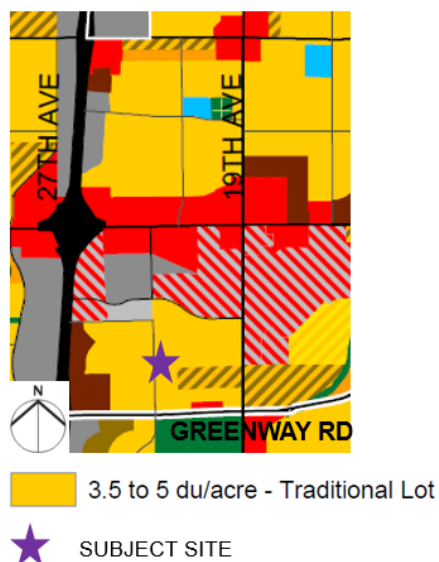 27TH AVE
19TH AVE
N
GREENWAY RD
3.5 to 5 du/acre - Traditional Lot
SUBJECT SITE